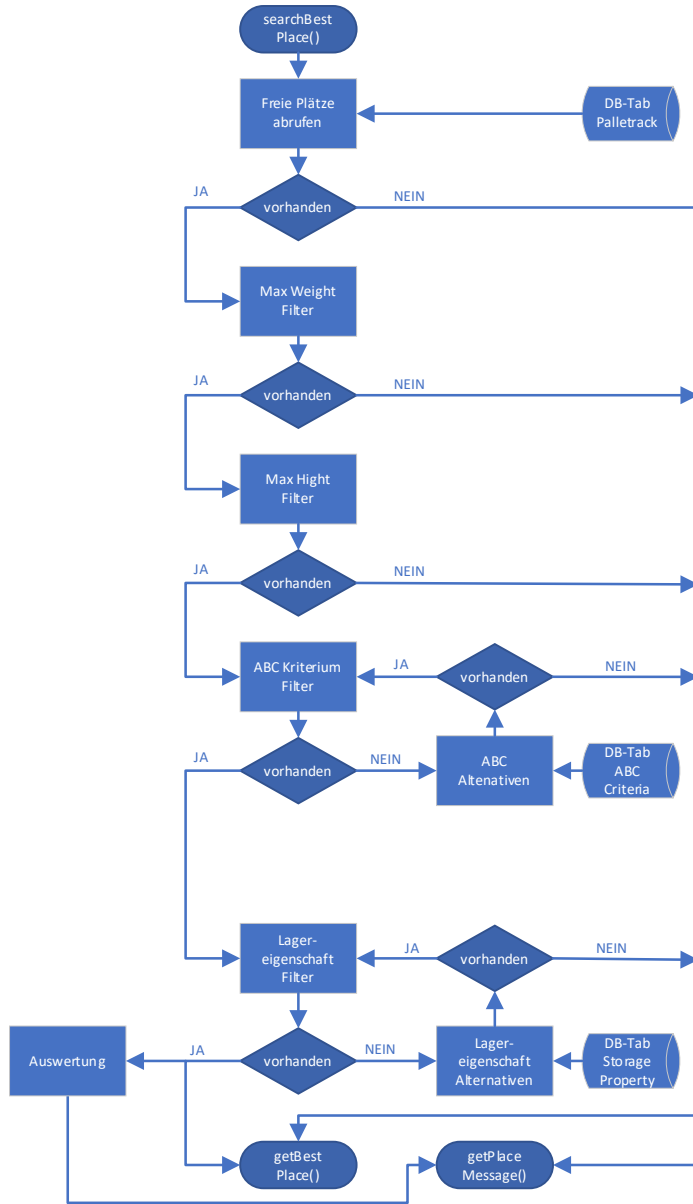 searchBest
Place()
Freie Plätze
abrufen
DB-Tab
Palletrack
JA
vorhanden
NEIN
Max Weight
Filter
JA
vorhanden
NEIN
Max Hight
Filter
JA
vorhanden
NEIN
ABC Kriterium
Filter
JA
vorhanden
NEIN
JA
vorhanden
NEIN
ABC
Altenativen
DB-Tab
ABC
Criteria
Lager-
eigenschaft
Filter
JA
vorhanden
NEIN
Auswertung
JA
vorhanden
NEIN
Lager-
eigenschaft
Alternativen
DB-Tab
Storage
Property
getBest
Place()
getPlace
Message()